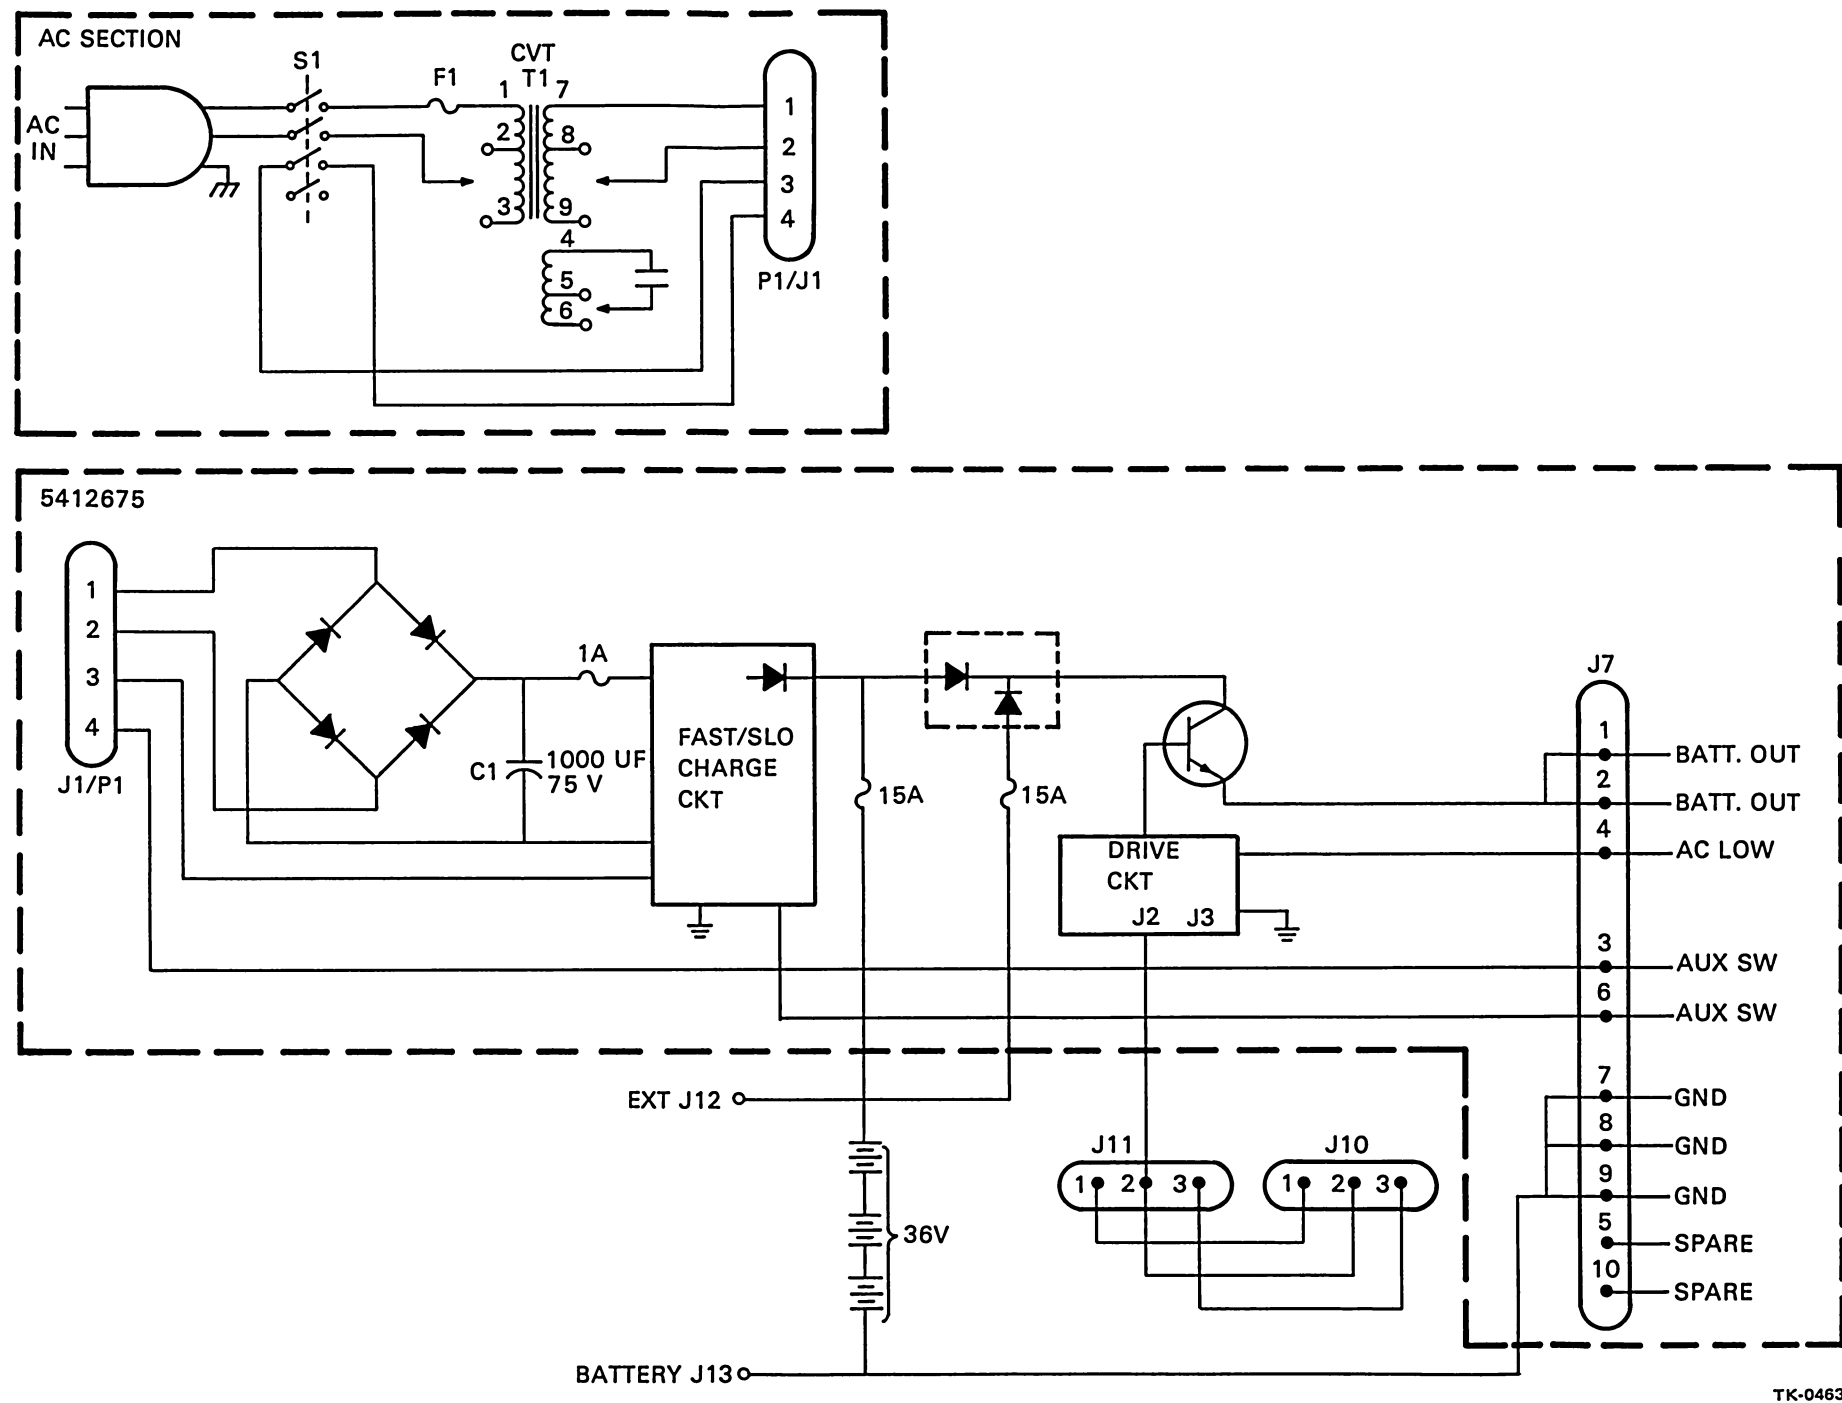 AC SECTION
S1
F1
CVT
T1
1
7
2
8
3
9
4
5
6
AC
IN
1
2
3
4
P1/J1
5412675
1
2
3
4
J1/P1
1A
C1
1000 UF
75 V
FAST/SLO
CHARGE
CKT
15A
15A
DRIVE
CKT
J2 J3
J7
1
BATT. OUT
2
BATT. OUT
4
AC LOW
3
AUX SW
6
AUX SW
7
GND
8
GND
9
GND
5
SPARE
10
SPARE
EXT J12
J11
1 2 3
J10
1 2 3
36V
BATTERY J13
TK-0463